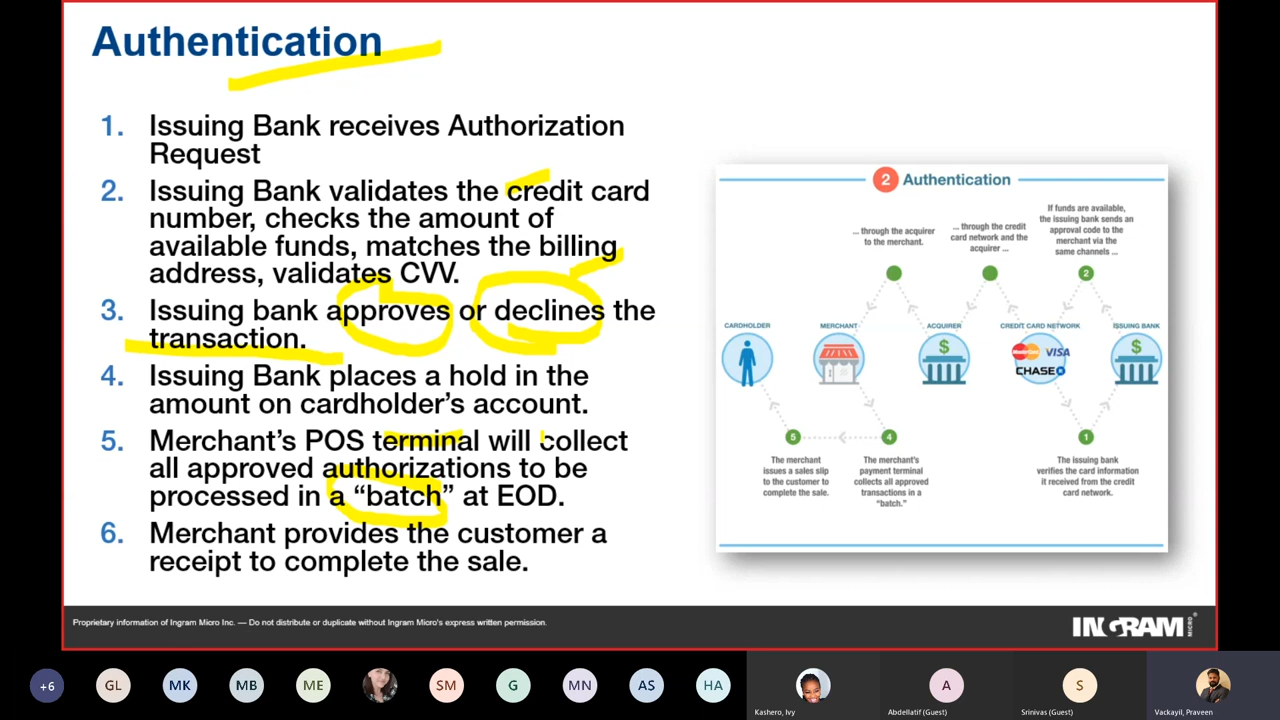 Authentication
1. Issuing Bank receives Authorization
Request
2. Issuing Bank validates the credit card
number, checks the amount of
available funds, matches the billing
address, validates CVV.
3. Issuing bank approves or declines the
transaction.
4. Issuing Bank places a hold in the
amount on cardholder's account.
5. Merchant's POS terminal will collect
all approved authorizations to be
processed in a “batch” at EOD.
6. Merchant provides the customer a
receipt to complete the sale.
2 Authentication
... through the acquirer
to the merchant.
... through the credit
card network and the
acquirer ...
If funds are available,
the issuing bank sends an
approval code to the
merchant via the
same channels ...
2
CARDHOLDER
MERCHANT
ACQUIRER
CREDIT CARD NETWORK
ISSUING BANK
$
MasterCard VISA
CHASE
$
5
4
1
The merchant
issues a sales slip
to the customer to
complete the sale.
The merchant's
payment terminal
collects all approved
transactions in a
“batch.”
The issuing bank
verifies the card information
it received from the credit
card network.
Proprietary information of Ingram Micro Inc. — Do not distribute or duplicate without Ingram Micro's express written permission.
INGRAM MICRO ®
+6
GL
MK
MB
ME
SM
G
MN
AS
HA
Kashero, Ivy
A
Abdellatif (Guest)
S
Srinivas (Guest)
Vackayil, Praveen